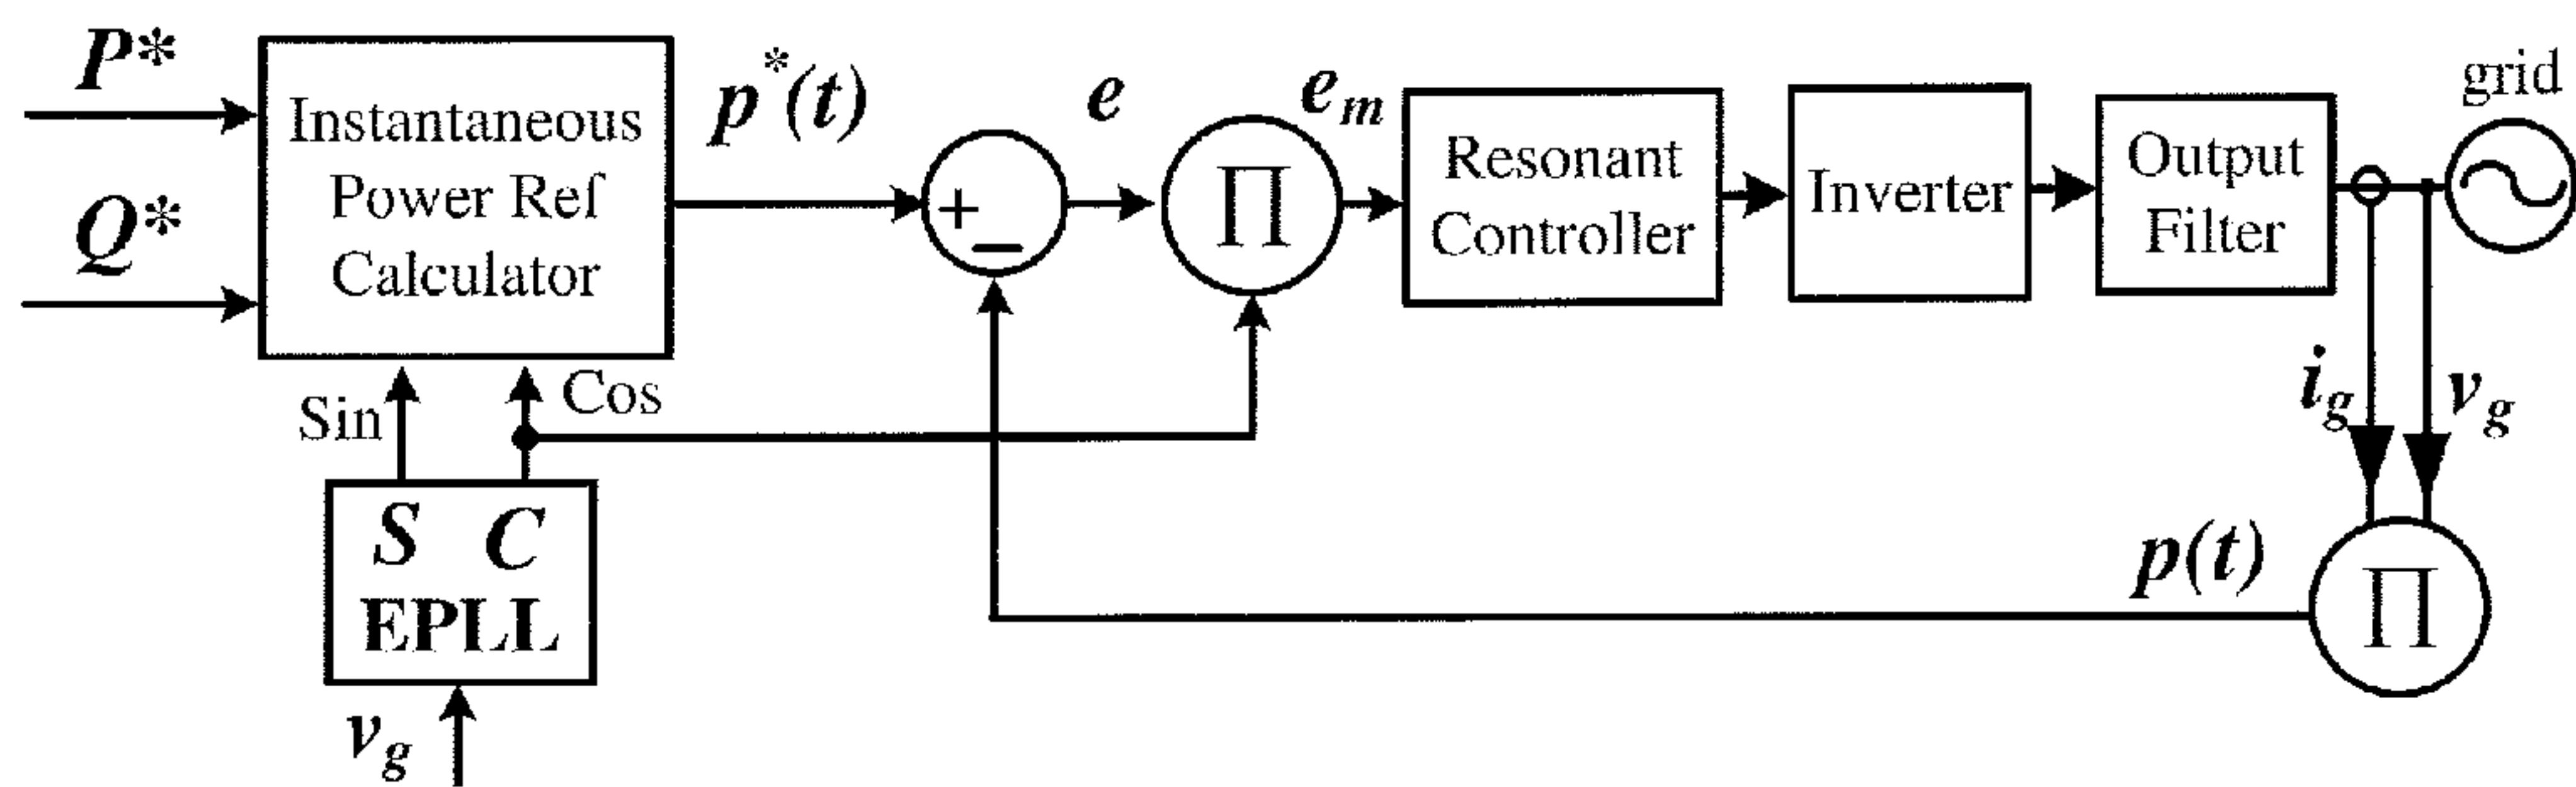 P*
Q*
Instantaneous
Power Ref
Calculator
p*(t)
+
−
e
Π
e_m
Resonant
Controller
Inverter
Output
Filter
grid
Sin
Cos
S C
EPLL
v_g
i_g
v_g
p(t)
Π